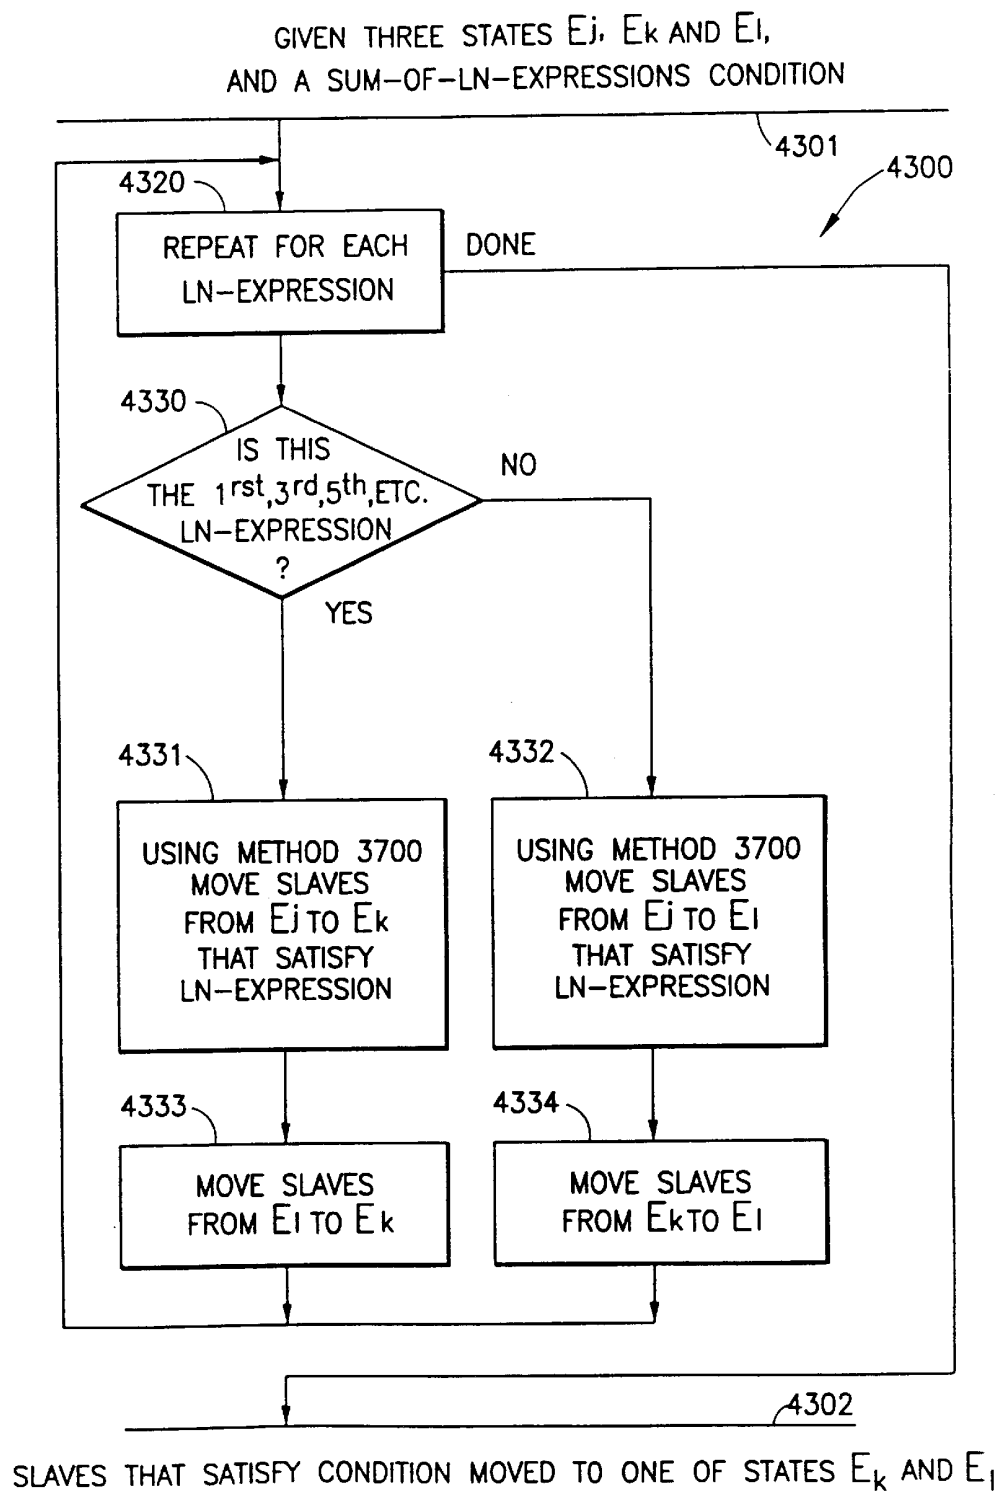 GIVEN THREE STATES Ej, Ek AND El,
AND A SUM-OF-LN-EXPRESSIONS CONDITION
4301
4300
4320
REPEAT FOR EACH
LN-EXPRESSION
DONE
4330
IS THIS
THE 1rst,3rd,5th,ETC.
LN-EXPRESSION
?
NO
YES
4331
USING METHOD 3700
MOVE SLAVES
FROM Ej TO Ek
THAT SATISFY
LN-EXPRESSION
4332
USING METHOD 3700
MOVE SLAVES
FROM Ej TO El
THAT SATISFY
LN-EXPRESSION
4333
MOVE SLAVES
FROM El TO Ek
4334
MOVE SLAVES
FROM Ek TO El
4302
SLAVES THAT SATISFY CONDITION MOVED TO ONE OF STATES Ek AND El